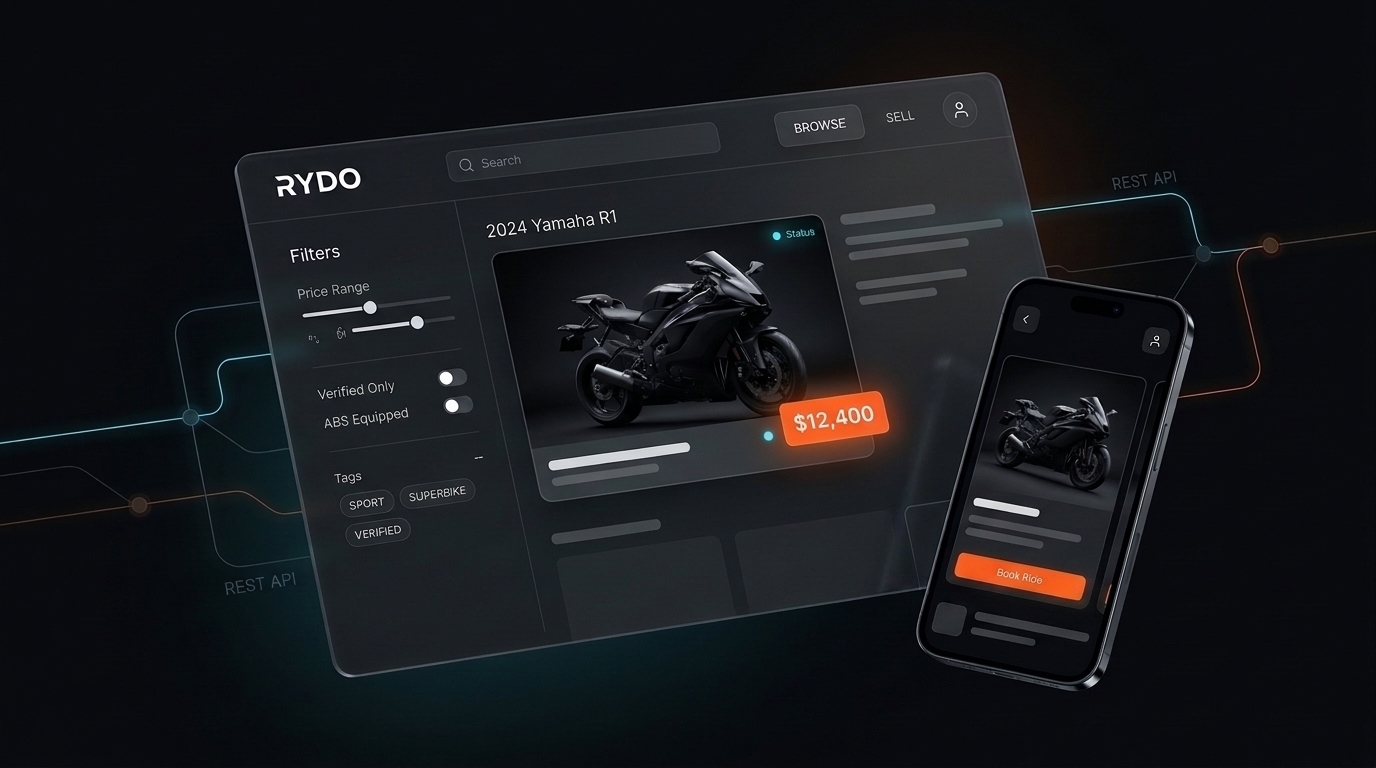 RYDO
Search
BROWSE
SELL
Filters
Price Range
Verified Only
ABS Equipped
Tags
SPORT
SUPERBIKE
VERIFIED
2024 Yamaha R1
Status
$12,400
Book Ride
REST API
REST API